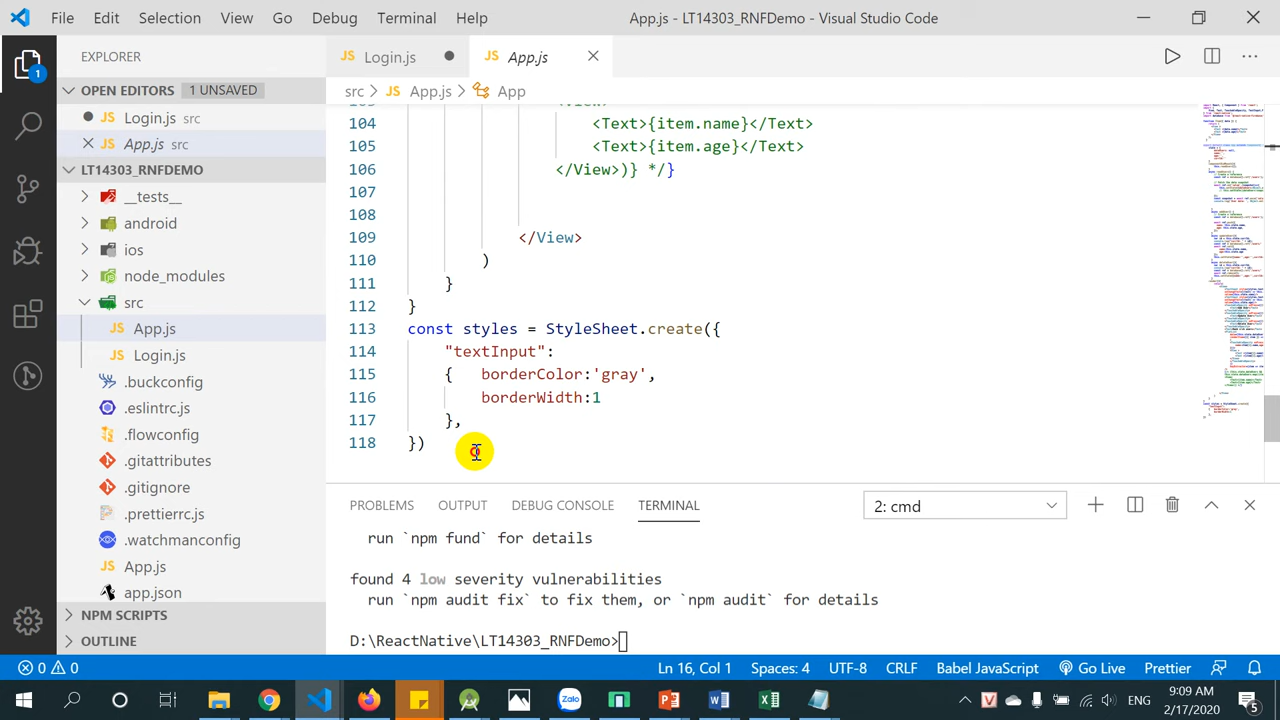 File Edit Selection View Go Debug Terminal Help App.js - LT14303_RNFDemo - Visual Studio Code
EXPLORER
OPEN EDITORS 1 UNSAVED
Login.js src
App.js src
LT14303_RNFDEMO
__tests__
android
ios
node_modules
src
App.js
Login.js
.buckconfig
.eslintrc.js
.flowconfig
.gitattributes
.gitignore
.prettierrc.js
.watchmanconfig
App.js
app.json
NPM SCRIPTS
OUTLINE
Login.js App.js
src > App.js > App
<View>
104 <Text>{item.name}</Text>
105 <Text>{item.age}</Text>
106 </View>)} */}
107
108
109 </View>
110 )
111 }
112 }
113 const styles = StyleSheet.create({
114 "textInput":{
115 borderColor:'gray',
116 borderWidth:1
117 },
118 })
PROBLEMS OUTPUT DEBUG CONSOLE TERMINAL 2: cmd
run `npm fund` for details
found 4 low severity vulnerabilities
run `npm audit fix` to fix them, or `npm audit` for details
D:\ReactNative\LT14303_RNFDemo>
0 0 Ln 16, Col 1 Spaces: 4 UTF-8 CRLF Babel JavaScript Go Live Prettier
ENG 9:09 AM
2/17/2020 5